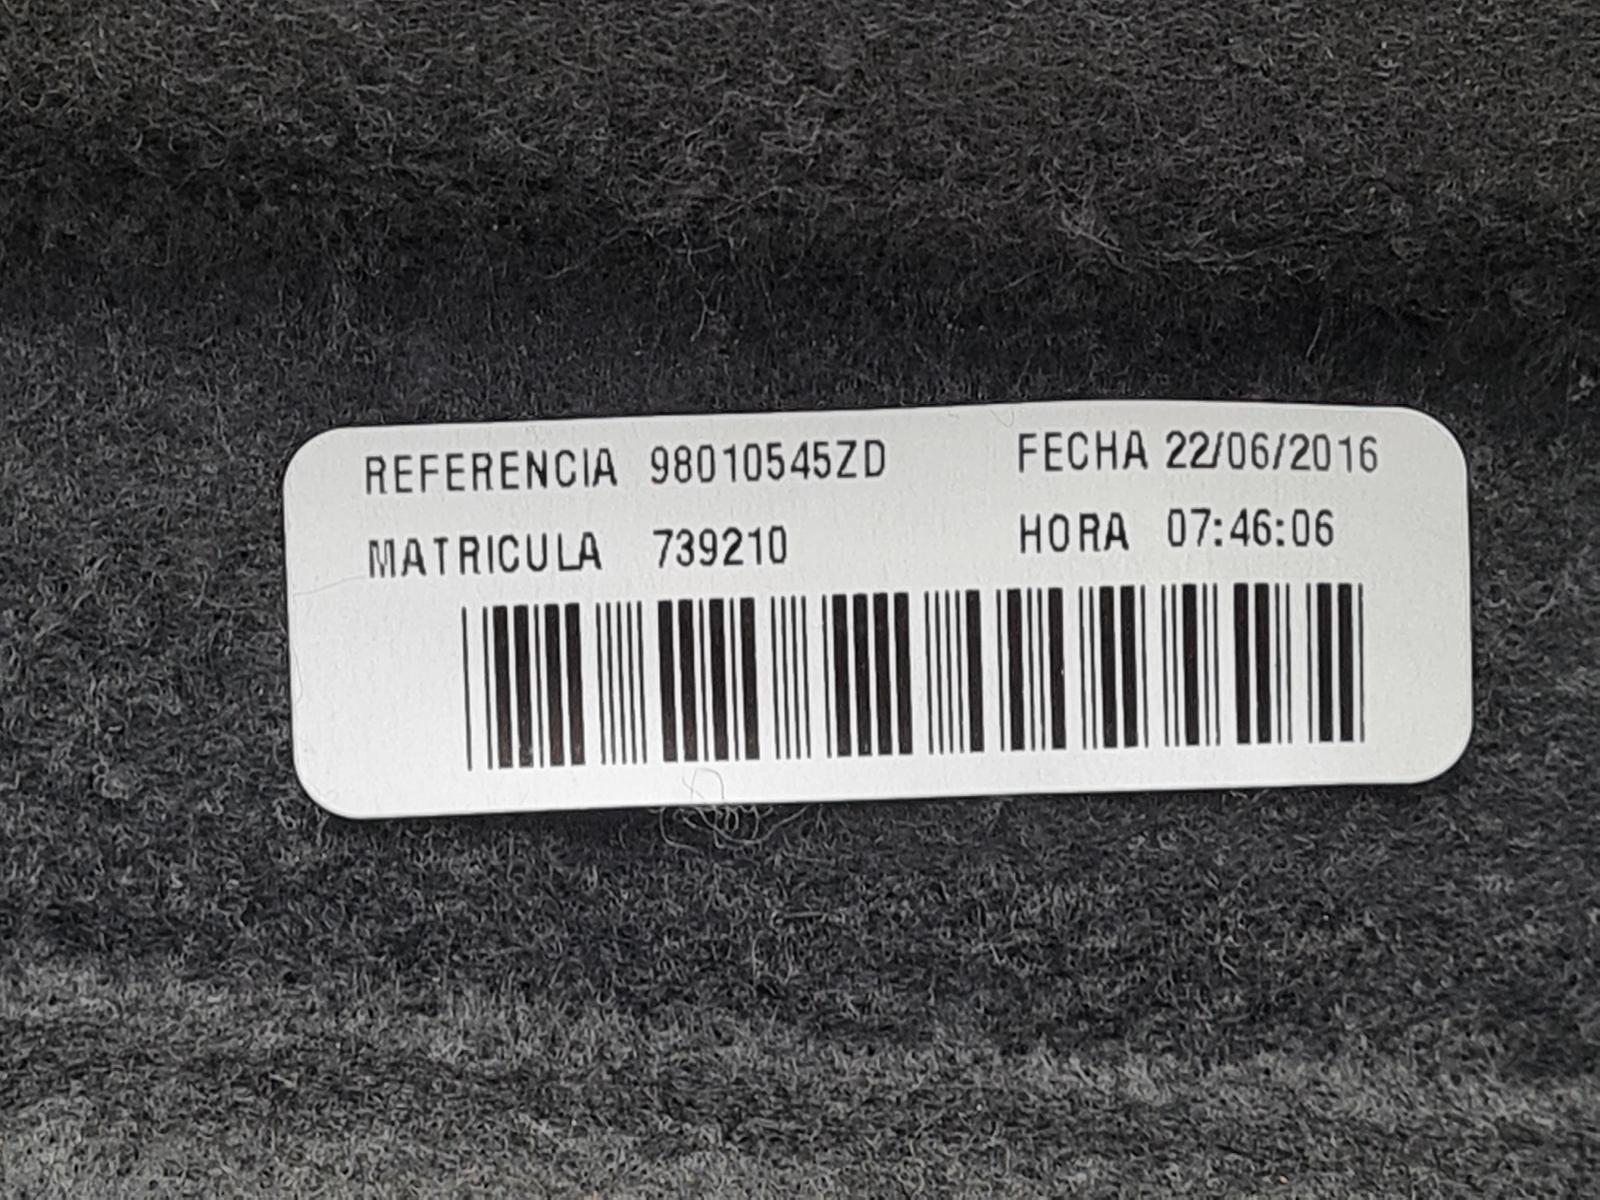 REFERENCIA 98010545ZD FECHA 22/06/2016
MATRICULA 739210 HORA 07:46:06